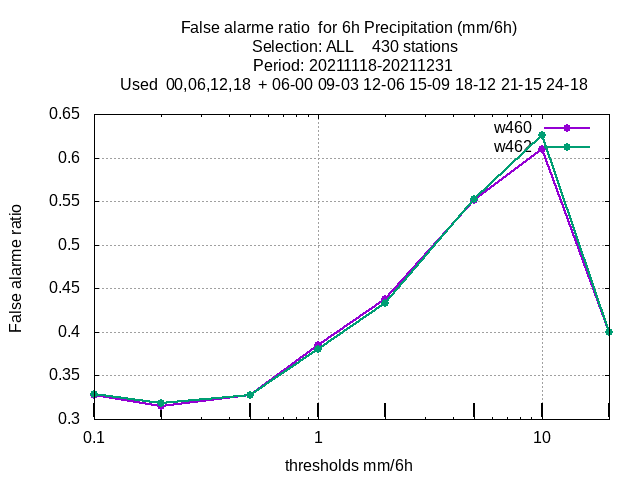 False alarme ratio  for 6h Precipitation (mm/6h)
Selection: ALL    430 stations
Period: 20211118-20211231
Used  00,06,12,18  + 06-00 09-03 12-06 15-09 18-12 21-15 24-18
0.65
w460
w462
0.6
0.55
0.5
0.45
0.4
0.35
0.3
False alarme ratio
0.1 1 10
thresholds mm/6h